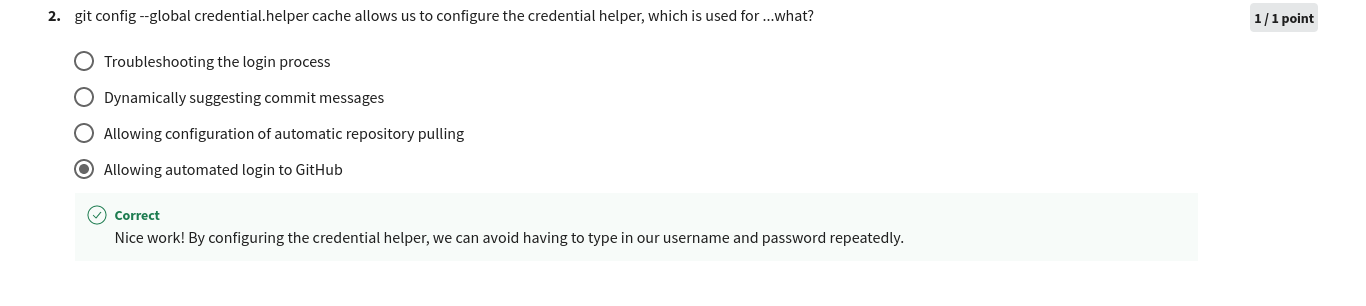 2. git config --global credential.helper cache allows us to configure the credential helper, which is used for ...what?
1 / 1 point
Troubleshooting the login process
Dynamically suggesting commit messages
Allowing configuration of automatic repository pulling
Allowing automated login to GitHub
Correct
Nice work! By configuring the credential helper, we can avoid having to type in our username and password repeatedly.